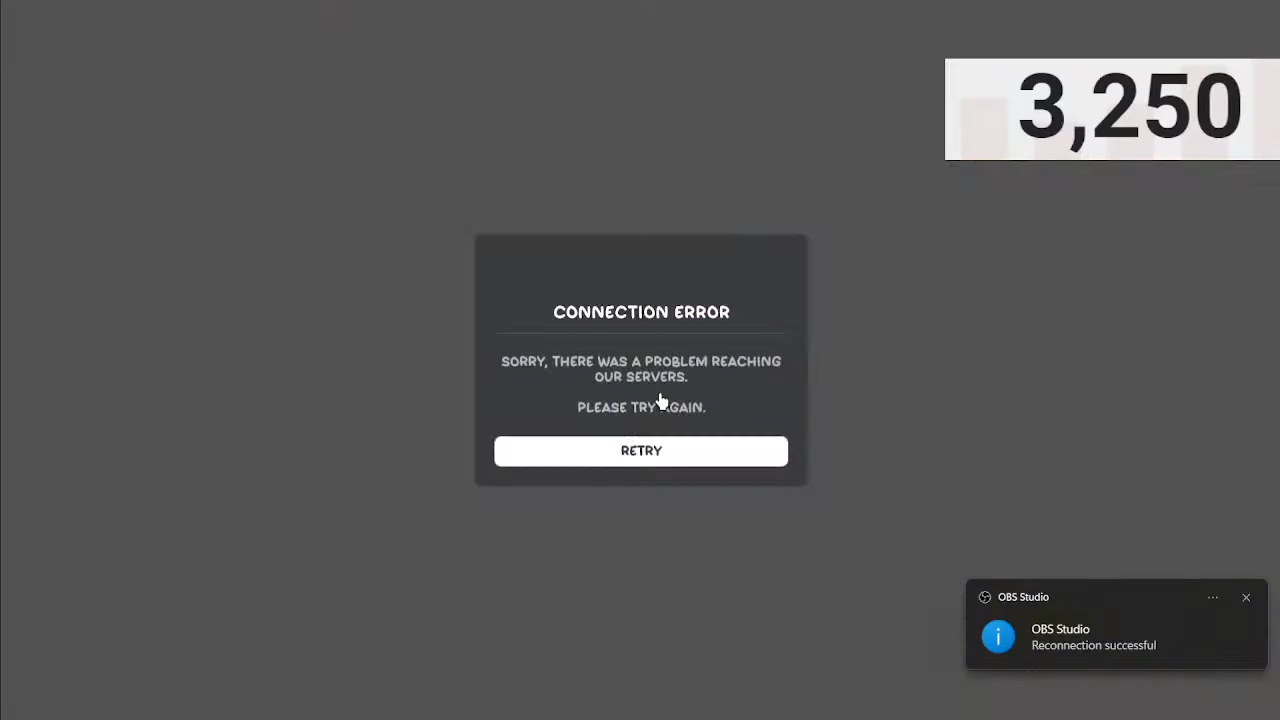 3,250
CONNECTION ERROR
SORRY, THERE WAS A PROBLEM REACHING
OUR SERVERS.
PLEASE TRY AGAIN.
RETRY
OBS Studio
OBS Studio
Reconnection successful